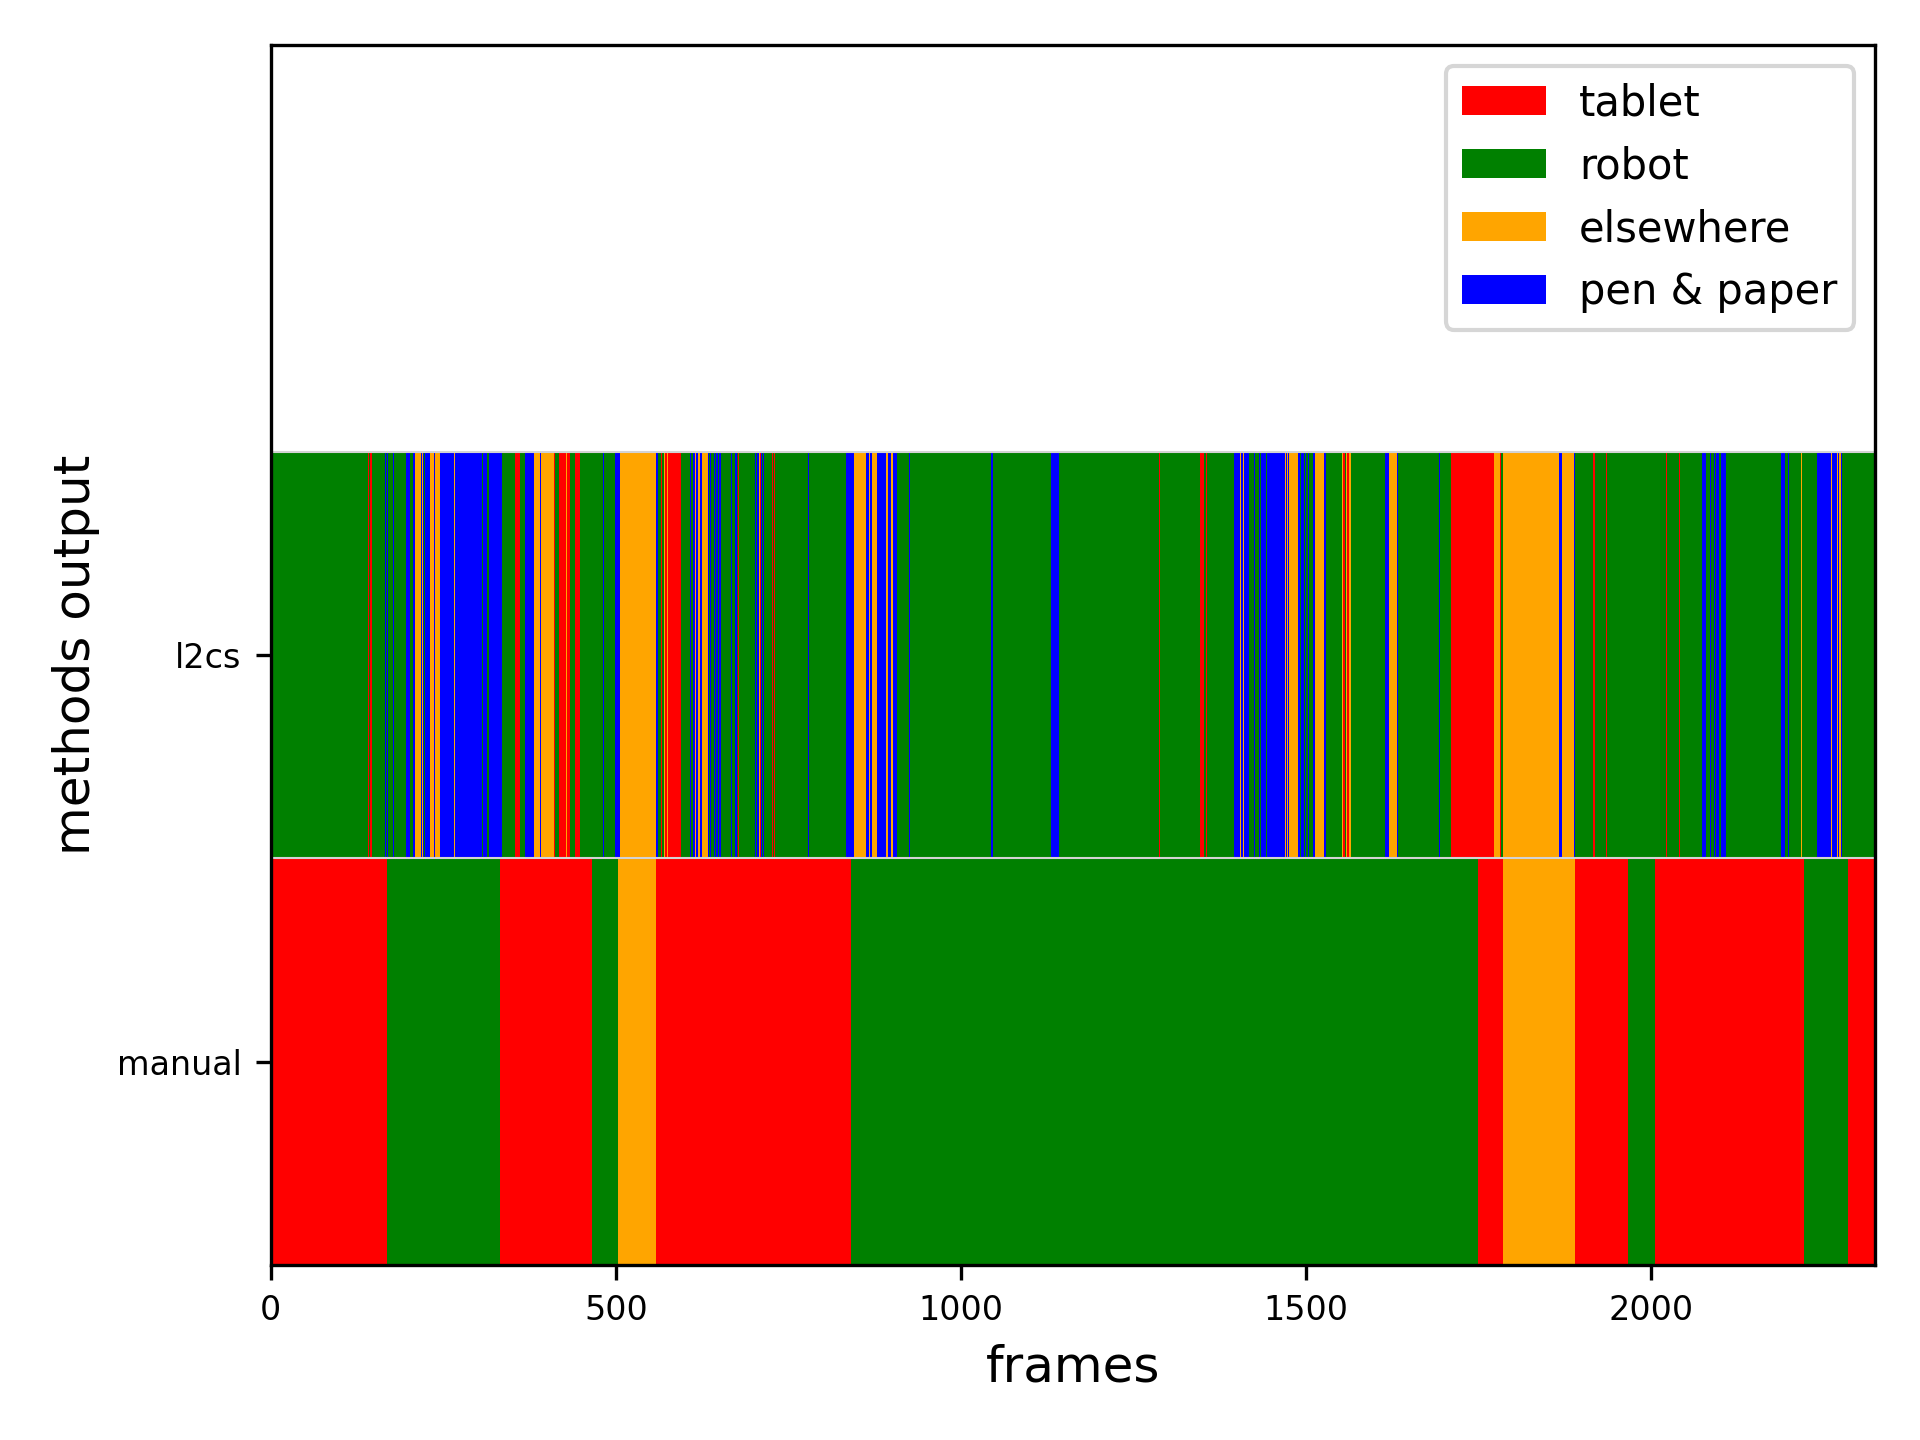 tablet
robot
elsewhere
pen & paper
methods output
l2cs
manual
0 500 1000 1500 2000
frames